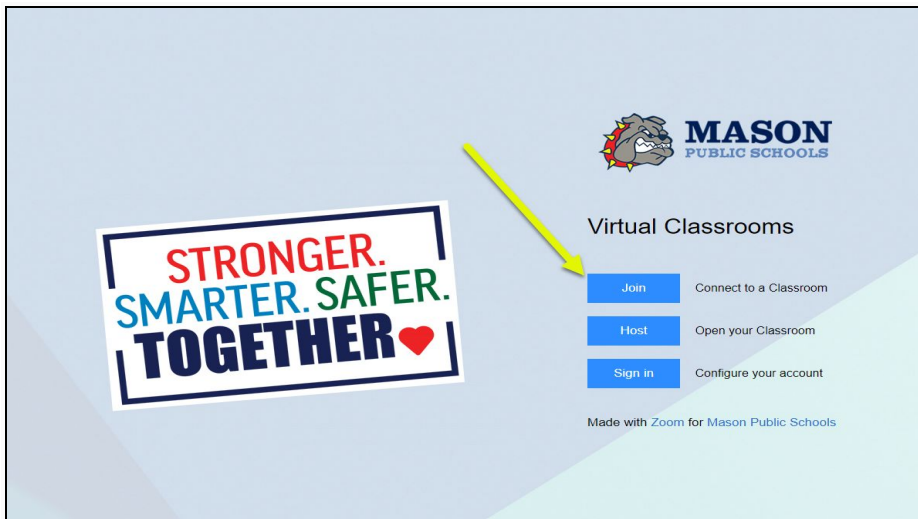 STRONGER.
SMARTER. SAFER.
TOGETHER
MASON
PUBLIC SCHOOLS
Virtual Classrooms
Join Connect to a Classroom
Host Open your Classroom
Sign in Configure your account
Made with Zoom for Mason Public Schools